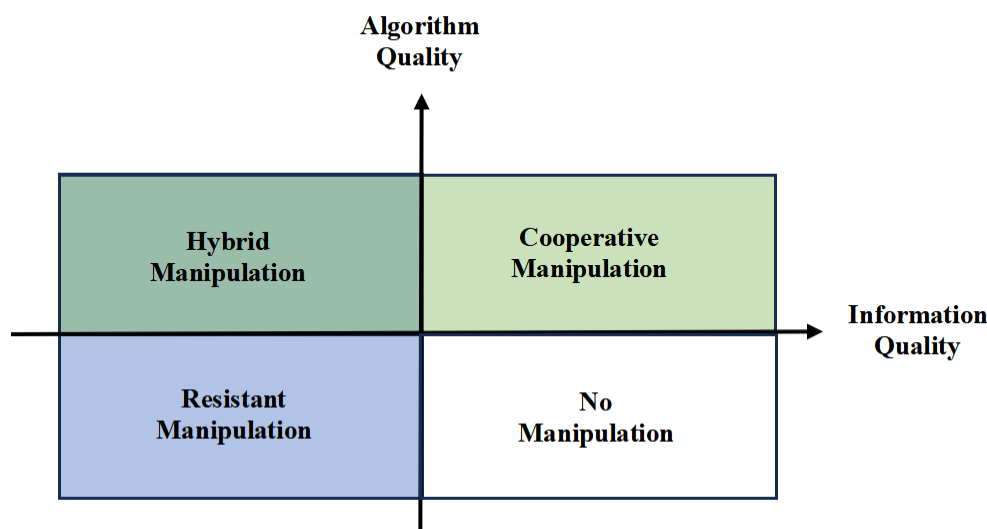 Algorithm
Quality
Hybrid
Manipulation
Cooperative
Manipulation
Information
Quality
Resistant
Manipulation
No
Manipulation